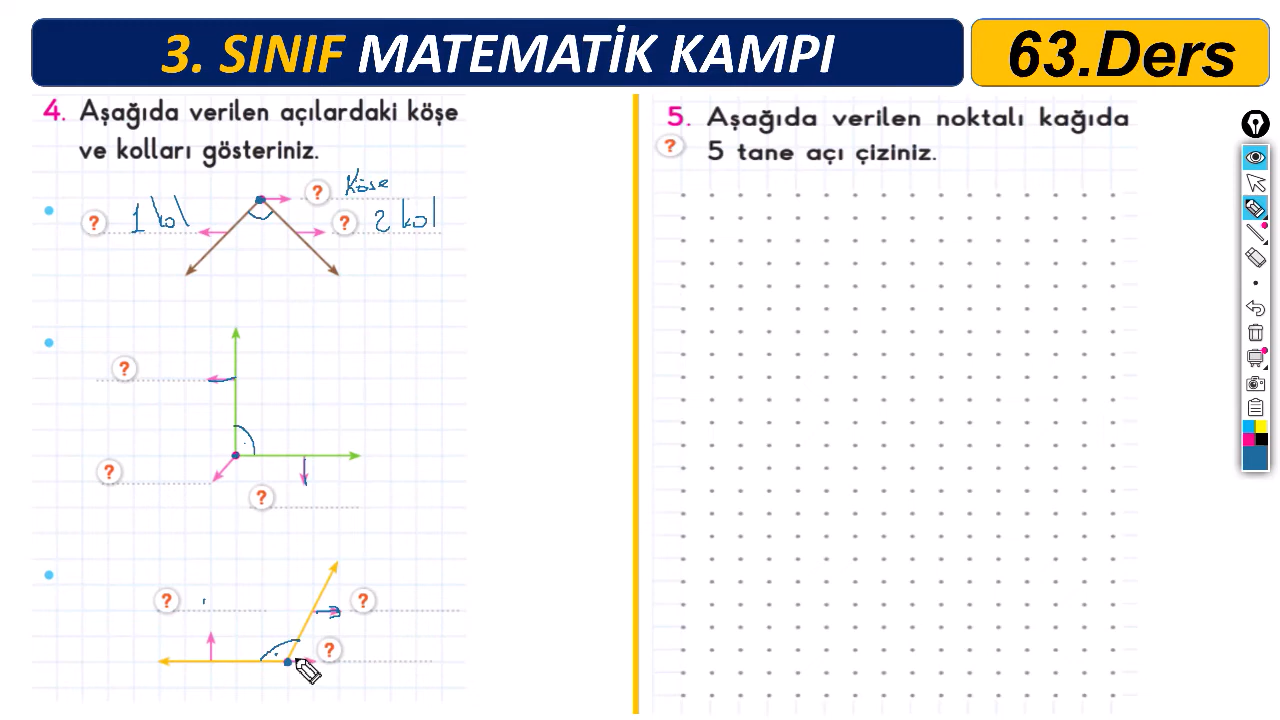 3. SINIF MATEMATİK KAMPI
63.Ders
4. Aşağıda verilen açılardaki köşe
ve kolları gösteriniz.
? Köşe
? 1 kol
? 2 kol
?
?
?
?
?
?
5. Aşağıda verilen noktalı kağıda
? 5 tane açı çiziniz.